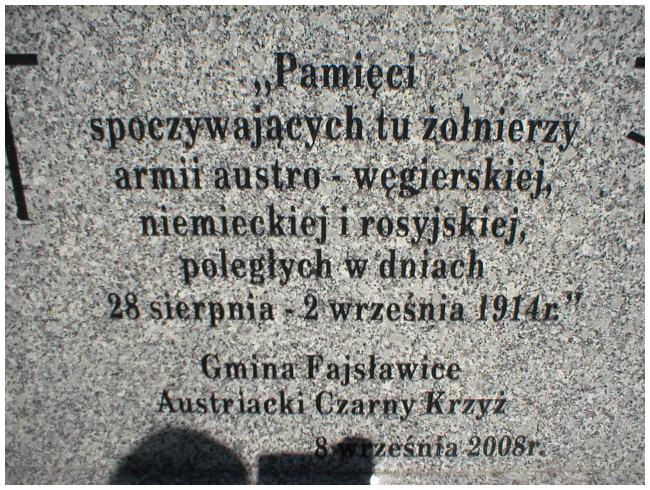 „Pamięci
spoczywających tu żołnierzy
armii austro - węgierskiej,
niemieckiej i rosyjskiej,
poległych w dniach
28 sierpnia - 2 września 1914r.”
Gmina Fajsławice
Austriacki Czarny Krzyż
8 września 2008r.